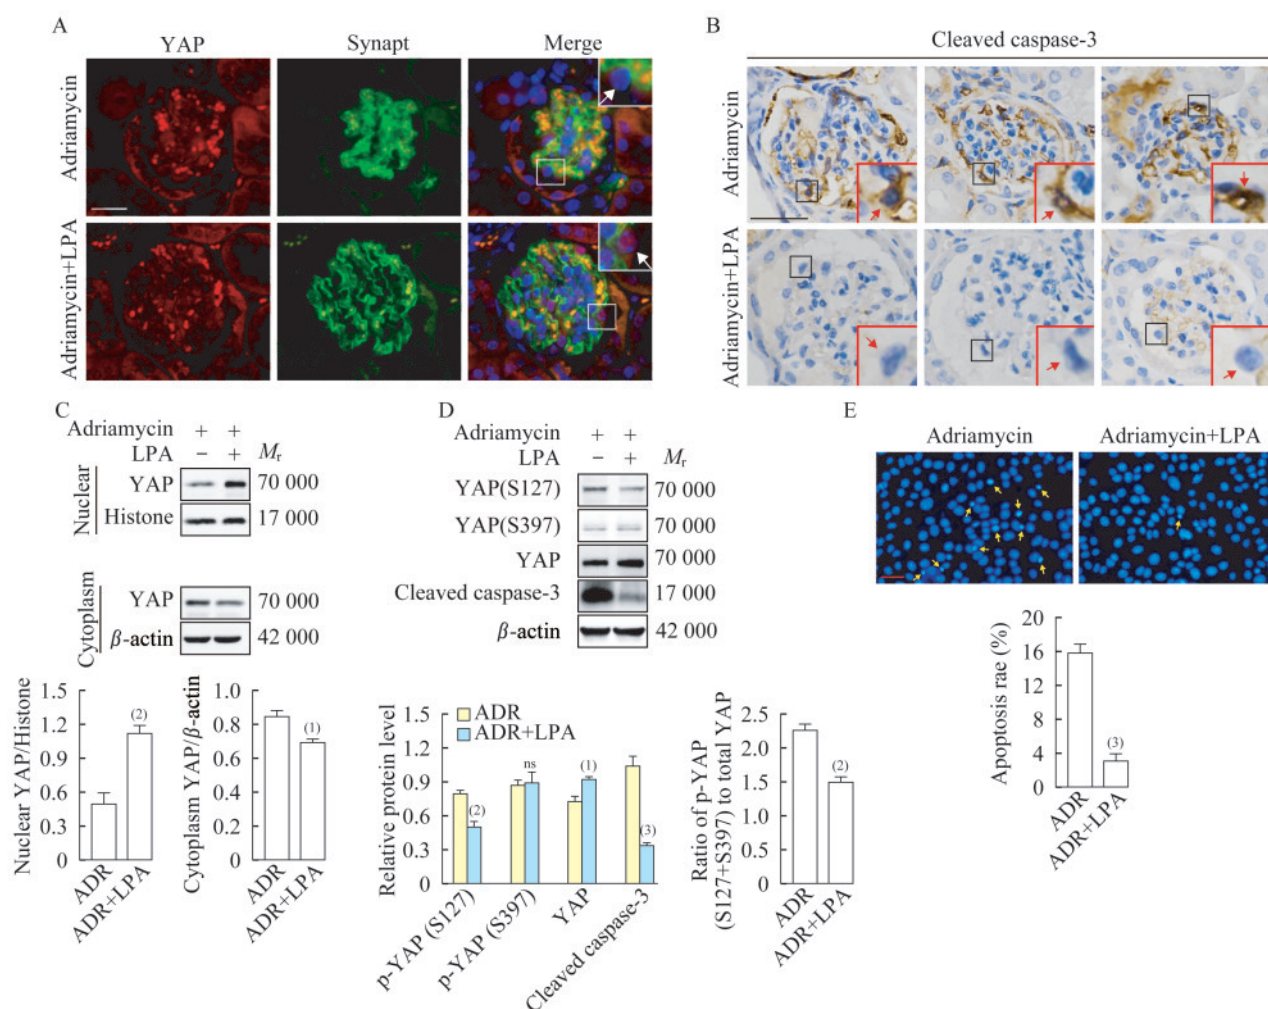 A
YAP
Synapt
Merge
Adriamycin
Adriamycin+LPA
B
Cleaved caspase-3
Adriamycin
Adriamycin+LPA
C
Adriamycin + +
LPA − + Mr
Nuclear
YAP 70 000
Histone 17 000
Cytoplasm
YAP 70 000
β-actin 42 000
Nuclear YAP/Histone
1.5
1.2
0.9
0.6
0.3
0
(2)
ADR
ADR+LPA
Cytoplasm YAP/β-actin
1.0
0.8
0.6
0.4
0.2
0
(1)
ADR
ADR+LPA
D
Adriamycin + +
LPA − + Mr
YAP(S127) 70 000
YAP(S397) 70 000
YAP 70 000
Cleaved caspase-3 17 000
β-actin 42 000
Relative protein level
1.5
1.2
0.9
0.6
0.3
0
ADR
ADR+LPA
(2)
ns
(1)
(3)
p-YAP (S127)
p-YAP (S397)
YAP
Cleaved caspase-3
Ratio of p-YAP
(S127+S397) to total YAP
2.5
2.0
1.5
1.0
0.5
0
(2)
ADR
ADR+LPA
E
Adriamycin
Adriamycin+LPA
Apoptosis rae (%)
20
16
12
8
4
0
(3)
ADR
ADR+LPA